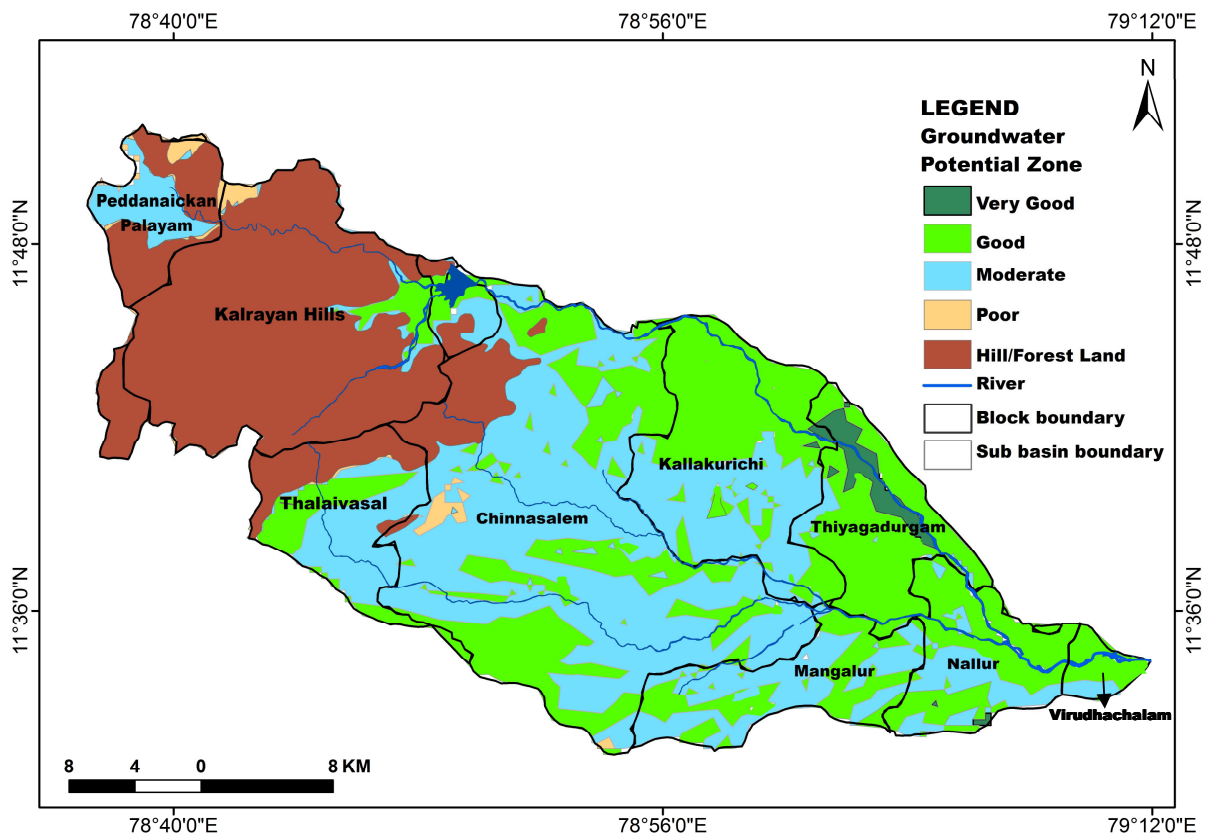 78°40'0"E
78°56'0"E
79°12'0"E
N
LEGEND
Groundwater
Potential Zone
Very Good
Good
Moderate
Poor
Hill/Forest Land
River
Block boundary
Sub basin boundary
11°48'0"N
11°48'0"N
Peddanaickan
Palayam
Kalrayan Hills
Kallakurichi
Thalaivasal
Chinnasalem
Thiyagadurgam
11°36'0"N
11°36'0"N
Mangalur
Nallur
Virudhachalam
8 4 0 8 KM
78°40'0"E
78°56'0"E
79°12'0"E